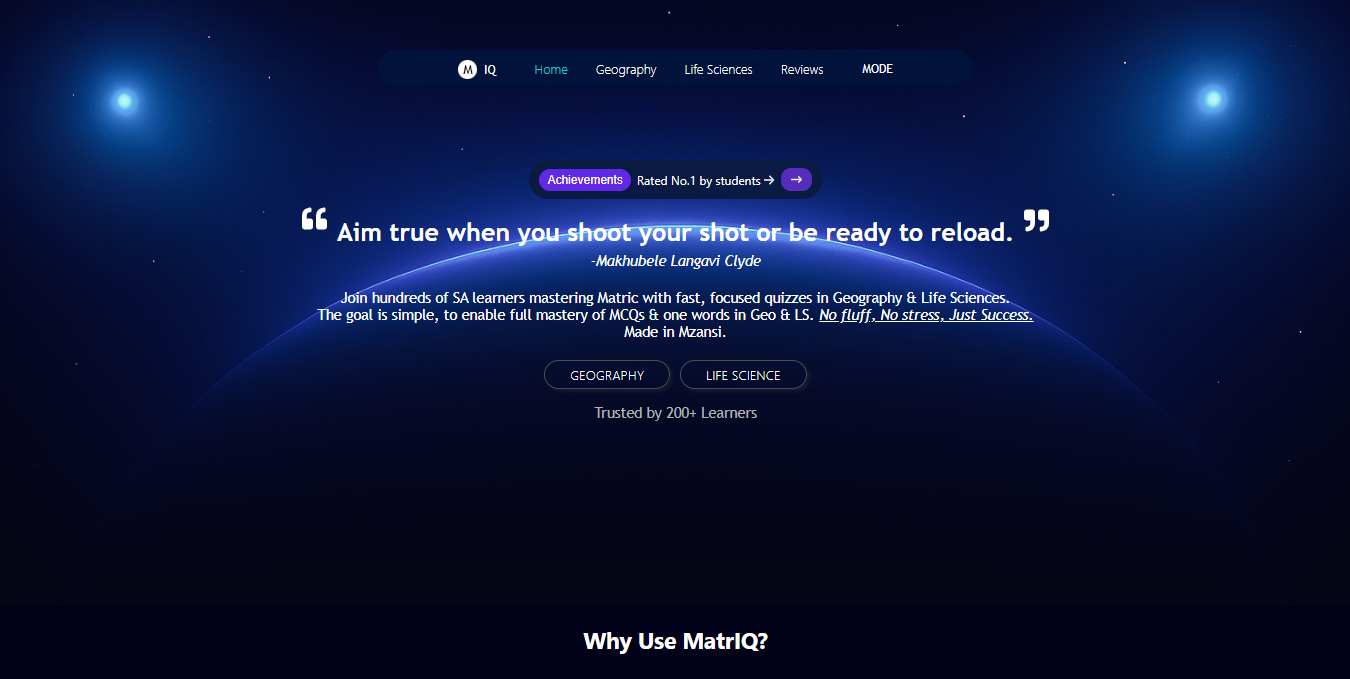 M IQ Home Geography Life Sciences Reviews MODE
Achievements Rated No.1 by students → →
“ Aim true when you shoot your shot or be ready to reload. ”
-Makhubele Langavi Clyde
Join hundreds of SA learners mastering Matric with fast, focused quizzes in Geography & Life Sciences.
The goal is simple, to enable full mastery of MCQs & one words in Geo & LS. No fluff, No stress, Just Success.
Made in Mzansi.
GEOGRAPHY LIFE SCIENCE
Trusted by 200+ Learners
Why Use MatrIQ?